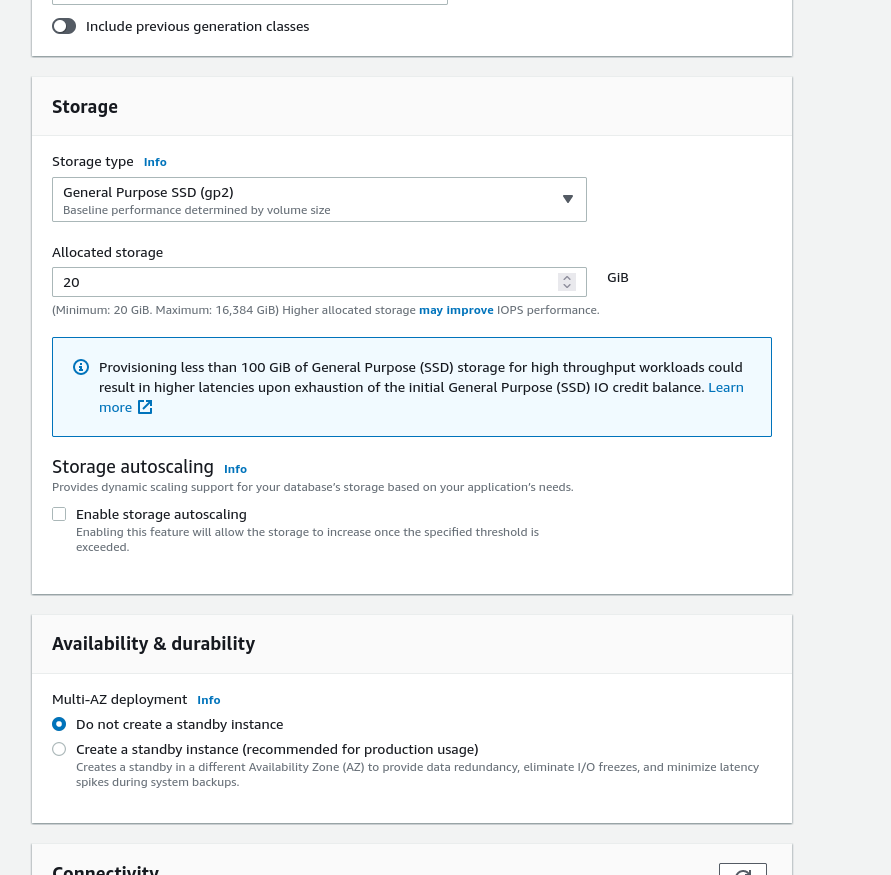 Include previous generation classes
Storage
Storage type Info
General Purpose SSD (gp2)
Baseline performance determined by volume size
Allocated storage
20
GiB
(Minimum: 20 GiB. Maximum: 16,384 GiB) Higher allocated storage may improve IOPS performance.
Provisioning less than 100 GiB of General Purpose (SSD) storage for high throughput workloads could
result in higher latencies upon exhaustion of the initial General Purpose (SSD) IO credit balance. Learn
more
Storage autoscaling Info
Provides dynamic scaling support for your database's storage based on your application's needs.
Enable storage autoscaling
Enabling this feature will allow the storage to increase once the specified threshold is
exceeded.
Availability & durability
Multi-AZ deployment Info
Do not create a standby instance
Create a standby instance (recommended for production usage)
Creates a standby in a different Availability Zone (AZ) to provide data redundancy, eliminate I/O freezes, and minimize latency
spikes during system backups.
Connectivity